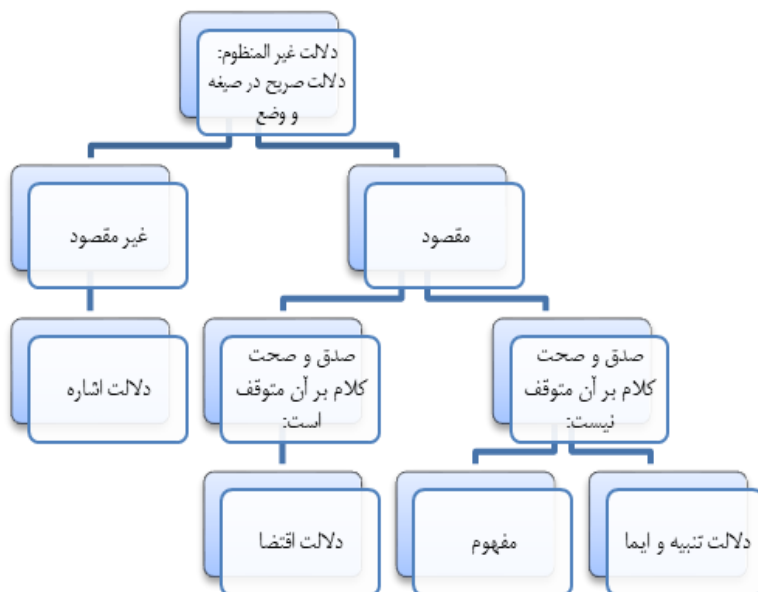 دلالت غیر المنظوم:
دلالت صریح در صیغه
و وضع
مقصود
غیر مقصود
صدق و صحت
کلام بر آن متوقف
نیست:
صدق و صحت
کلام بر آن متوقف
است:
دلالت اشاره
دلالت تنبیه و ایما
مفهوم
دلالت اقتضا